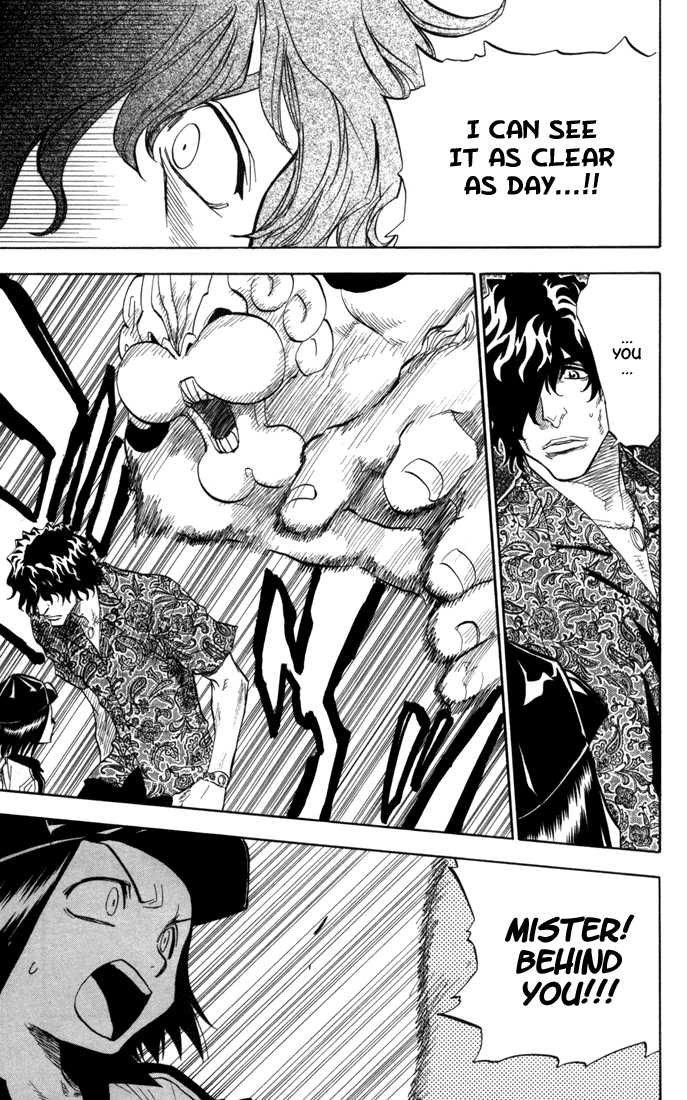 I CAN SEE
IT AS CLEAR
AS DAY...!!
...
YOU
...
MISTER!
BEHIND
YOU!!!